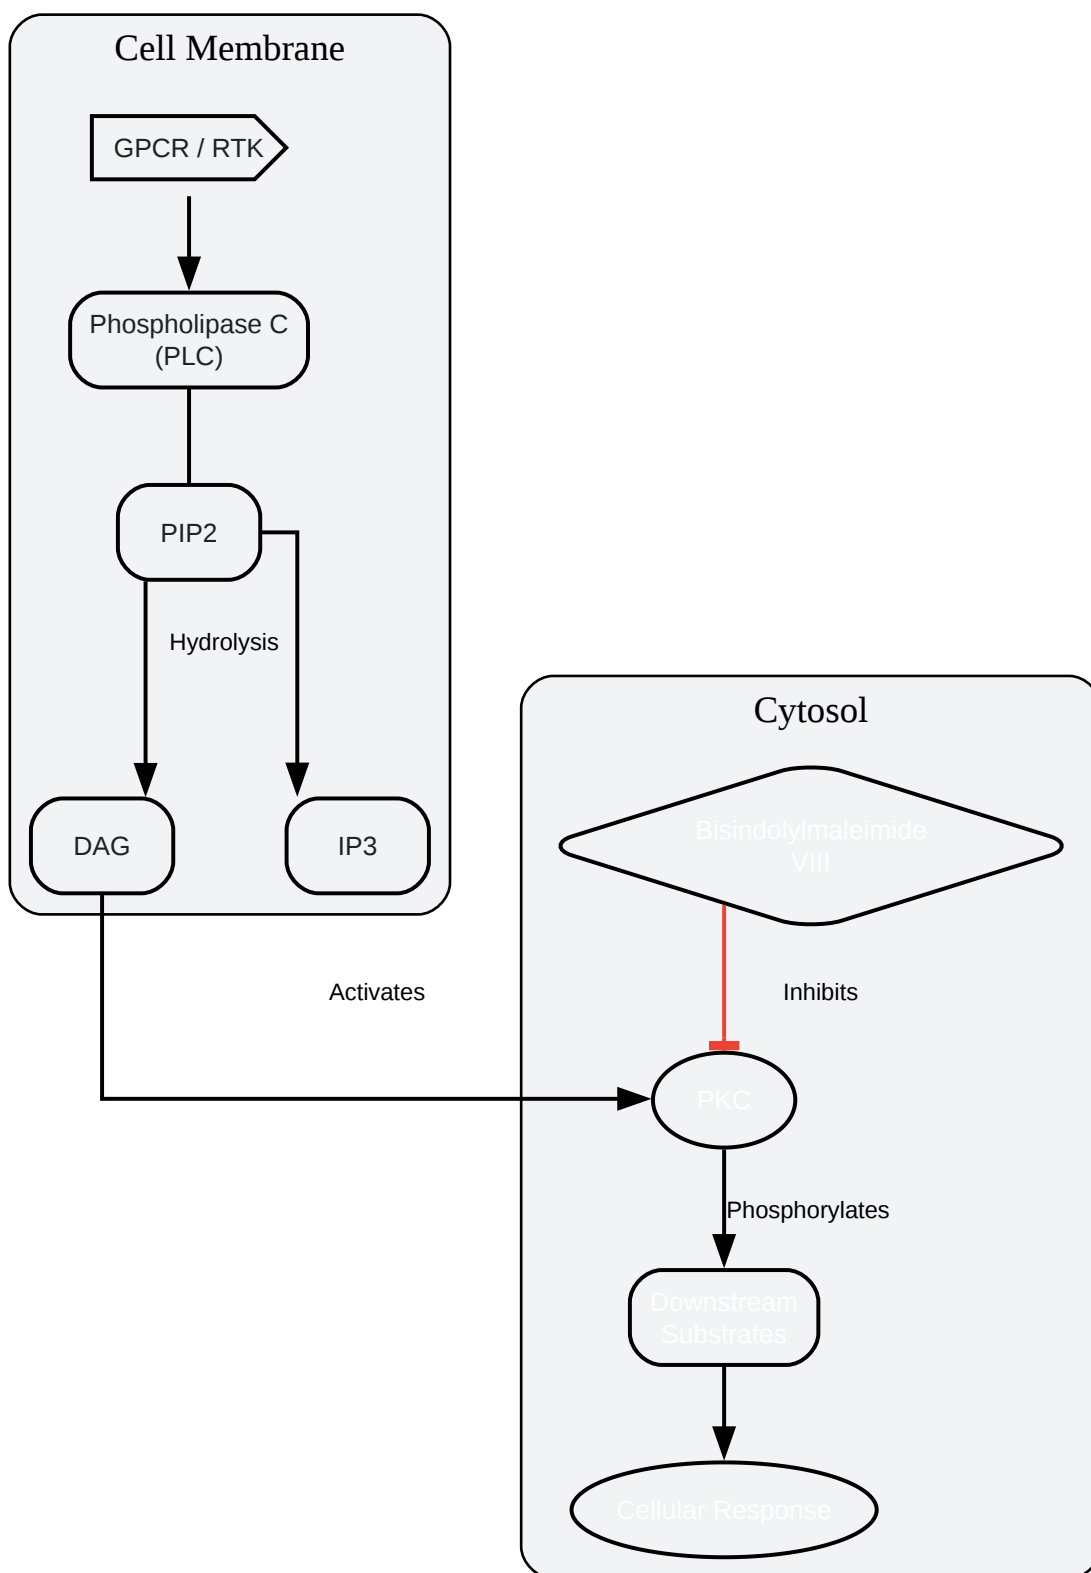 Cell Membrane
GPCR / RTK
Phospholipase C
(PLC)
PIP2
Hydrolysis
DAG
IP3
Activates
Cytosol
Bisindolylmaleimide
VIII
Inhibits
PKC
Phosphorylates
Downstream
Substrates
Cellular Response